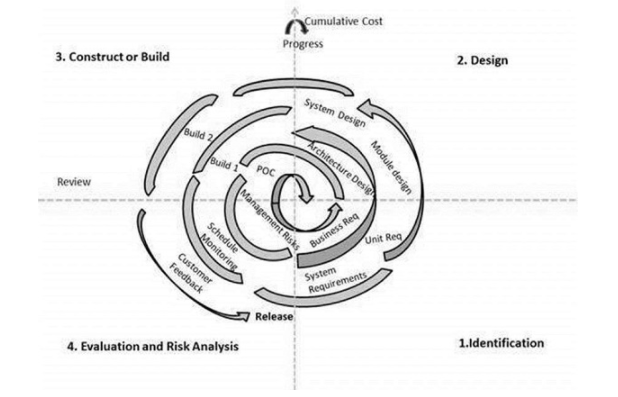 Cumulative Cost
Progress
3. Construct or Build
2. Design
System Design
Build 2
Module design
Architecture Design
Build 1
POC
Review
Management Risks
Business Req
Schedule
Monitoring
Unit Req
Customer
Feedback
System
Requirements
Release
4. Evaluation and Risk Analysis
1.Identification